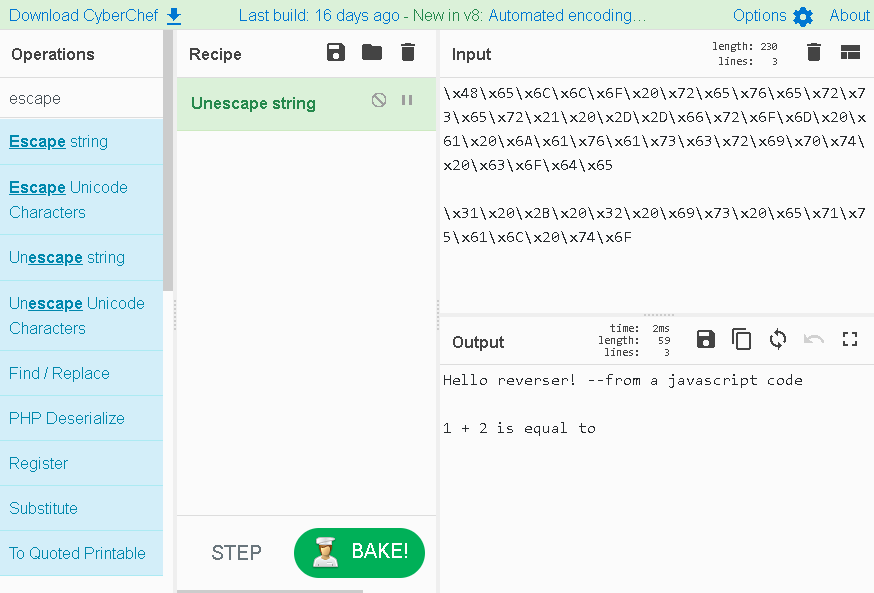 Download CyberChef
Last build: 16 days ago - New in v8: Automated encoding...
Options
About
Operations
escape
Escape string
Escape Unicode
Characters
Unescape string
Unescape Unicode
Characters
Find / Replace
PHP Deserialize
Register
Substitute
To Quoted Printable
Recipe
Unescape string
STEP
BAKE!
Input
length: 230
lines: 3
\x48\x65\x6C\x6C\x6F\x20\x72\x65\x76\x65\x72\x7
3\x65\x72\x21\x20\x2D\x2D\x66\x72\x6F\x6D\x20\x
61\x20\x6A\x61\x76\x61\x73\x63\x72\x69\x70\x74\
x20\x63\x6F\x64\x65
\x31\x20\x2B\x20\x32\x20\x69\x73\x20\x65\x71\x7
5\x61\x6C\x20\x74\x6F
Output
time: 2ms
length: 59
lines: 3
Hello reverser! --from a javascript code
1 + 2 is equal to